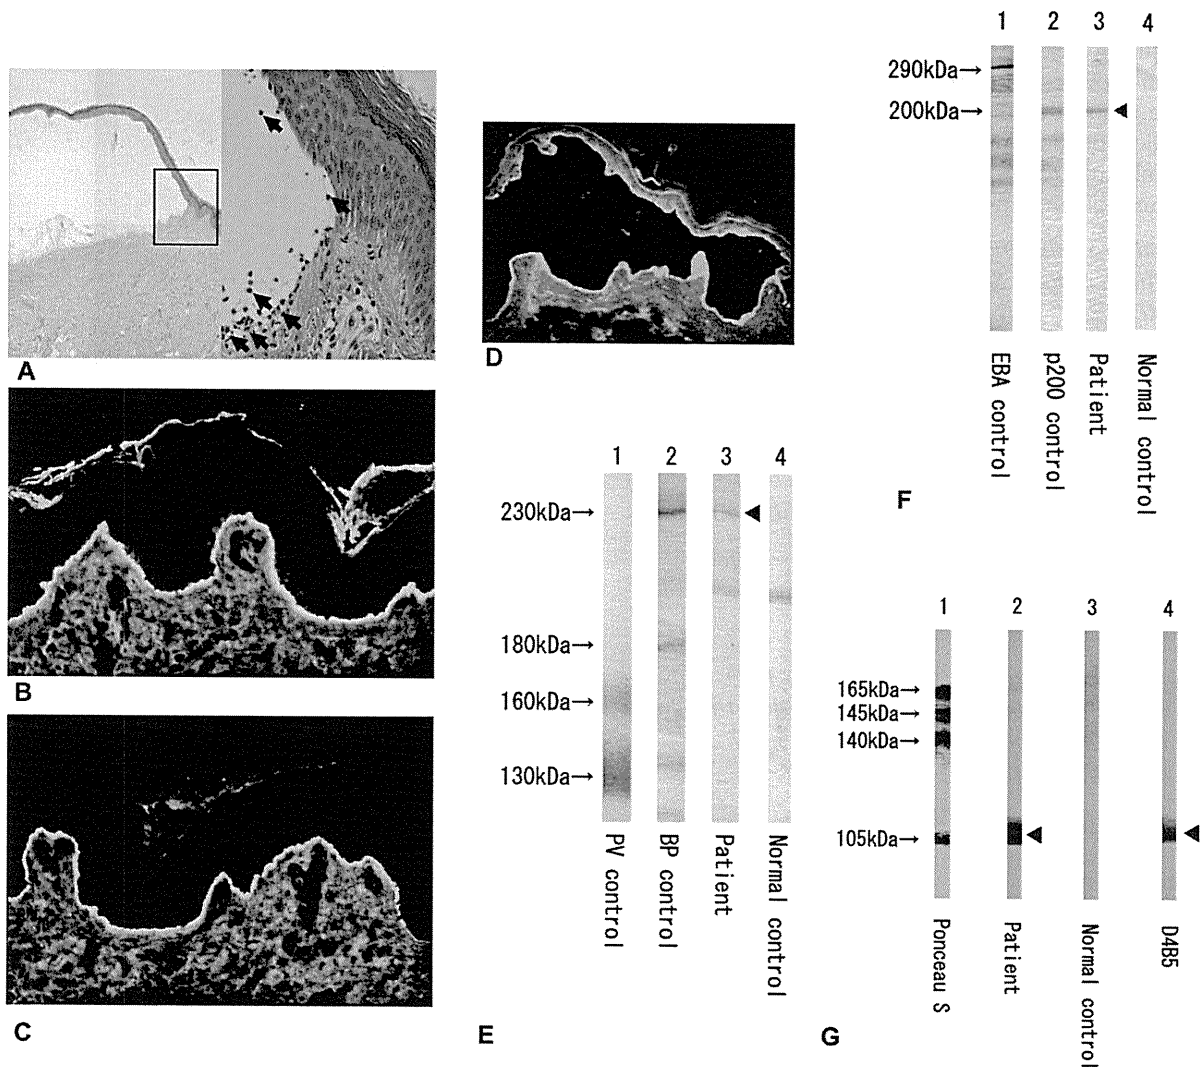 A
B
C
D
1 2 3 4
230kDa→
180kDa→
160kDa→
130kDa→
PV control
BP control
Patient
Normal control
E
1 2 3 4
290kDa→
200kDa→
EBA control
p200 control
Patient
Normal control
F
1 2 3 4
165kDa→
145kDa→
140kDa→
105kDa→
Ponceau S
Patient
Normal control
D4B5
G